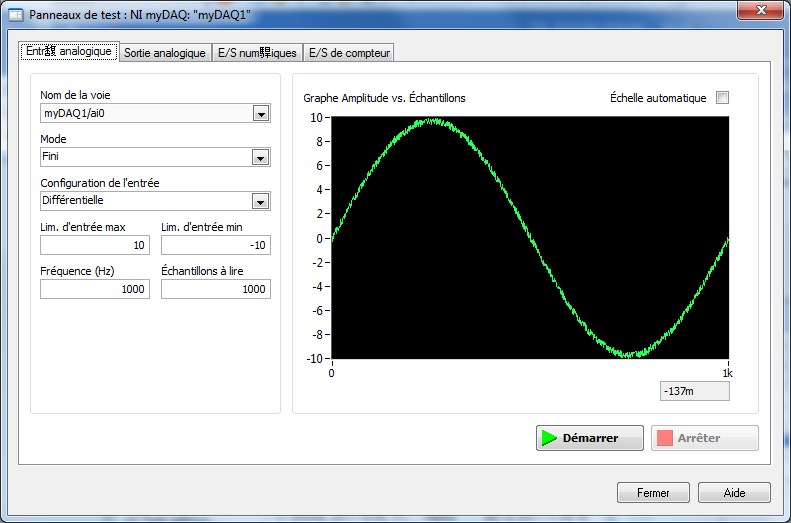 Panneaux de test : NI myDAQ: "myDAQ1"
analogique
Sortie analogique
E/S
E/S de compteur
Nom de la voie
myDAQ1/ai0
Mode
Fini
Configuration de l'entrée
Différentielle
Lim. d'entrée max
Lim. d'entrée min
10
-10
Fréquence (Hz)
Échantillons à lire
1000
1000
Graphe Amplitude vs. Échantillons
Échelle automatique
10
8
6
4
2
0
-2
-4
-6
-8
-10
0
1k
-137m
Démarrer
Arrêter
Fermer
Aide